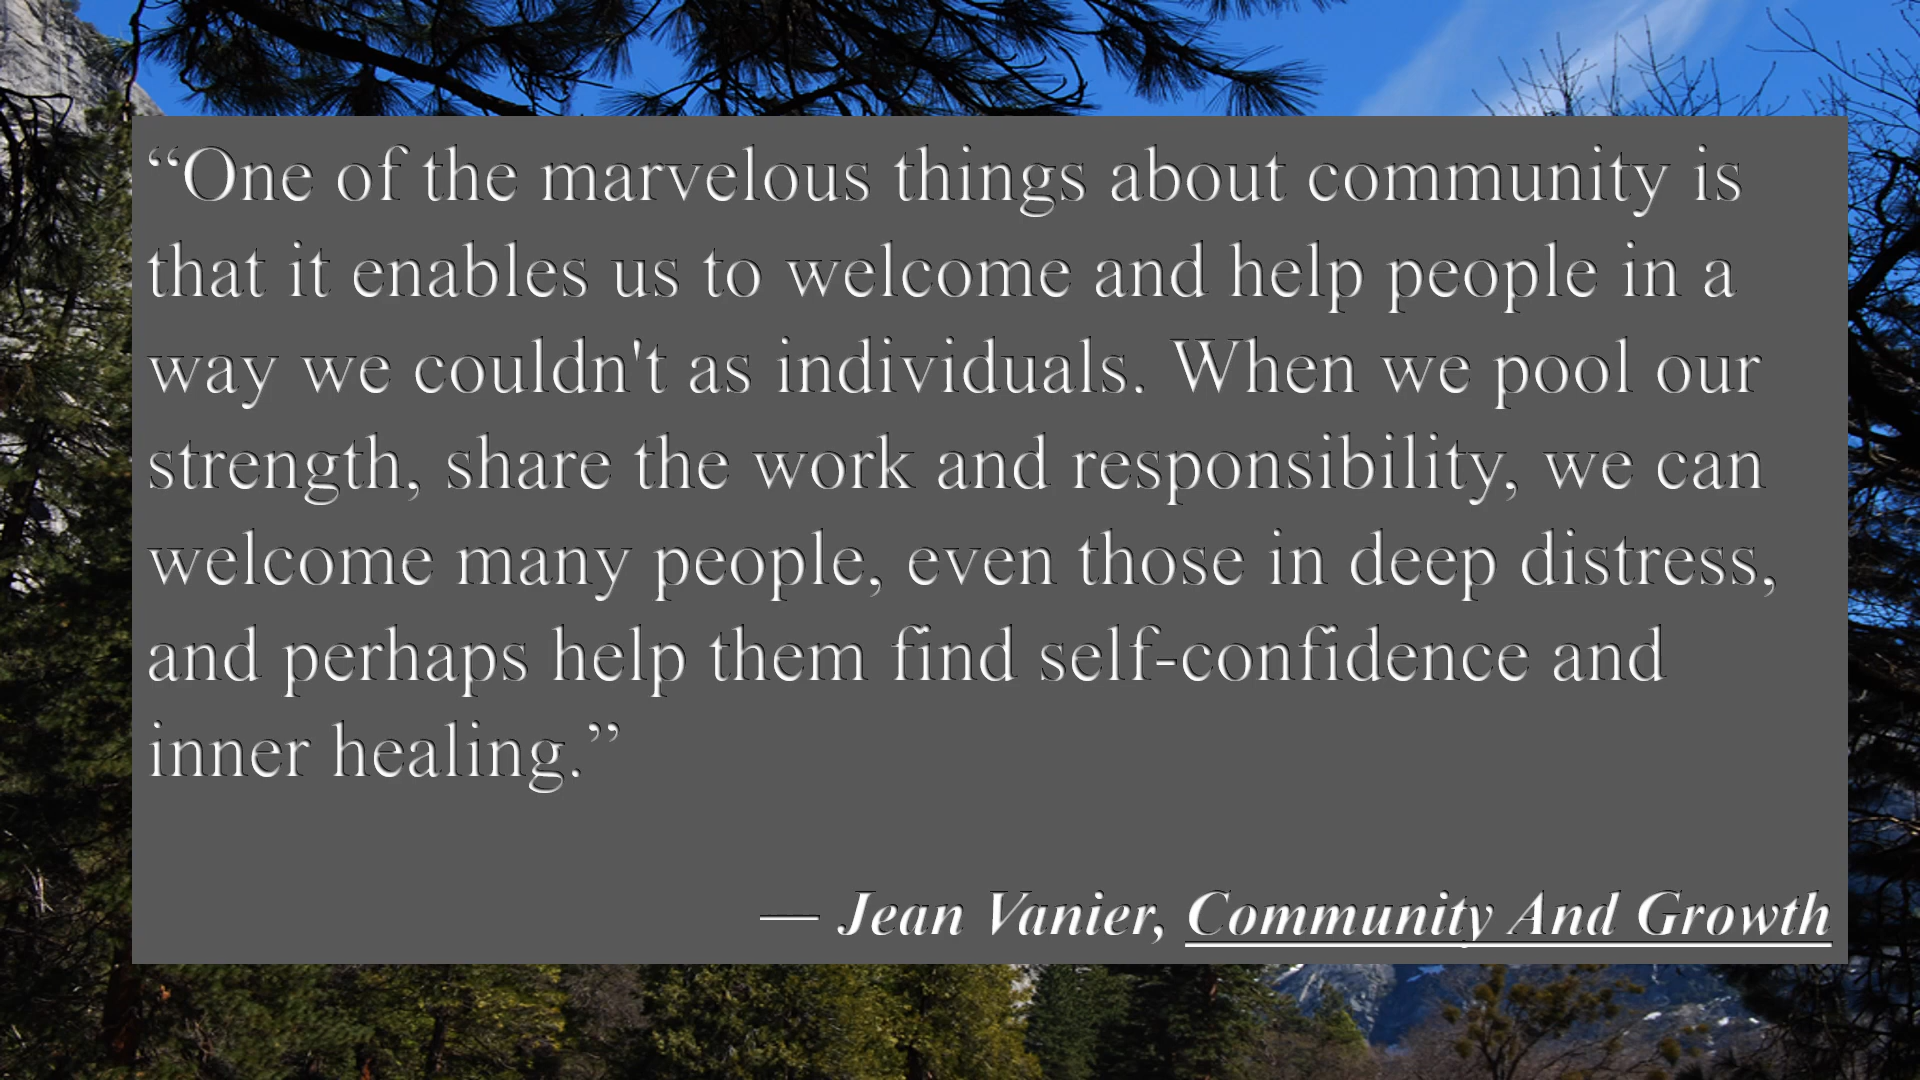 “One of the marvelous things about community is
that it enables us to welcome and help people in a
way we couldn't as individuals. When we pool our
strength, share the work and responsibility, we can
welcome many people, even those in deep distress,
and perhaps help them find self-confidence and
inner healing.”
— Jean Vanier, Community And Growth